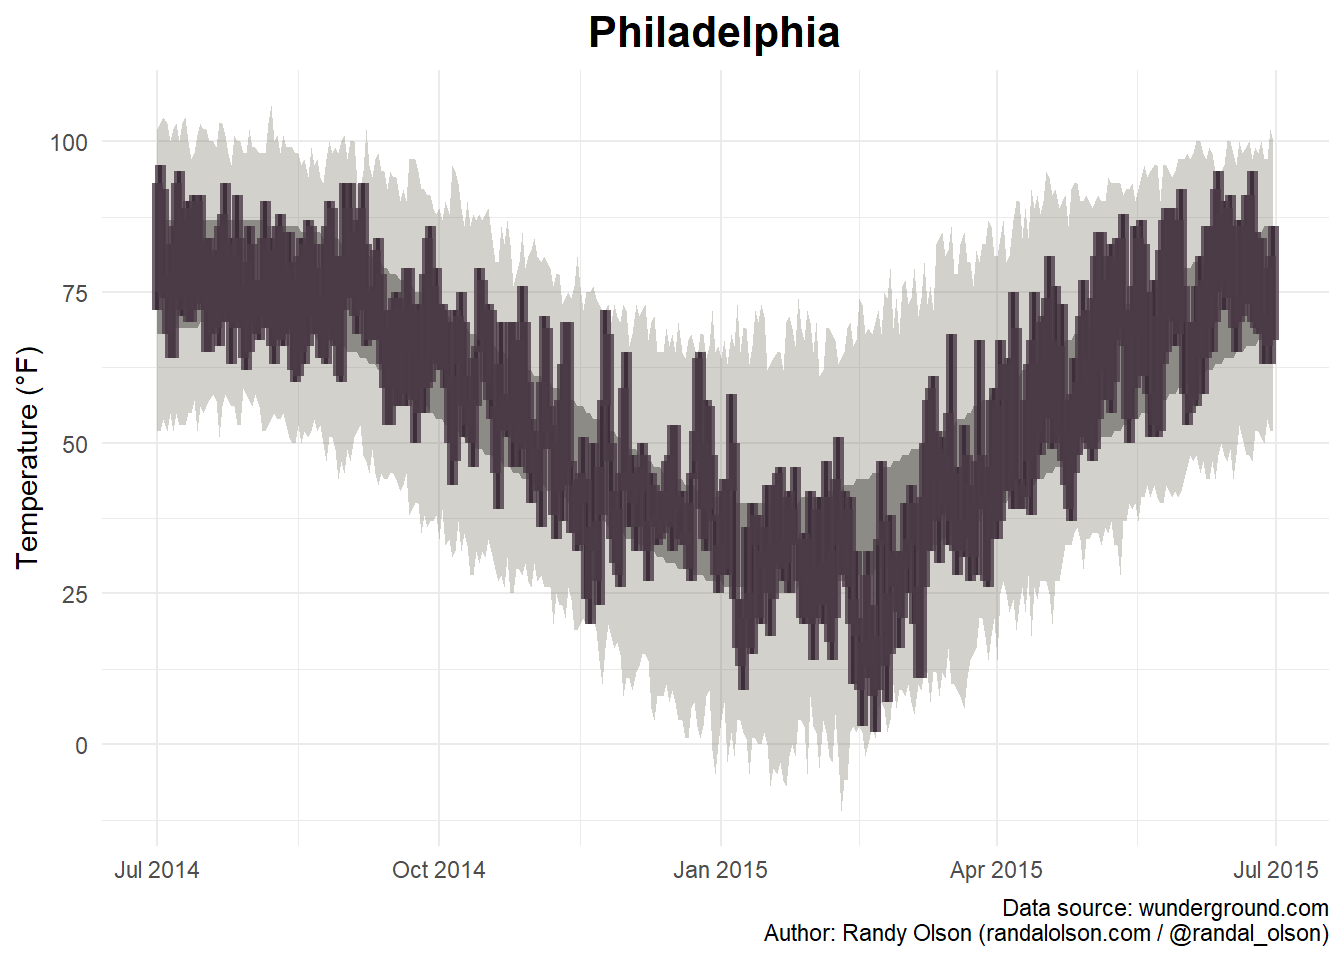 Philadelphia
Temperature (°F)
100
75
50
25
0
Jul 2014
Oct 2014
Jan 2015
Apr 2015
Jul 2015
Data source: wunderground.com
Author: Randy Olson (randalolson.com / @randal_olson)